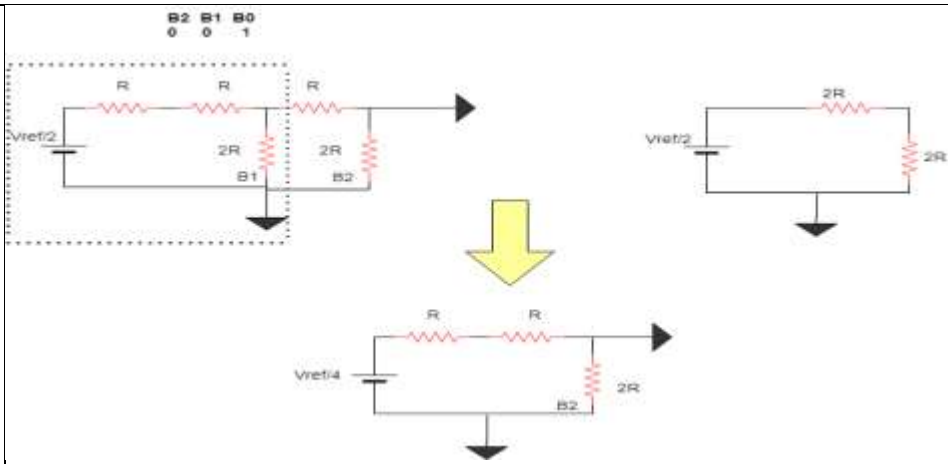 B2 B1 B0
0 0 1
R R R
Vref/2
2R 2R
B1 B2
2R
Vref/2
2R
R R
Vref/4
2R
B2